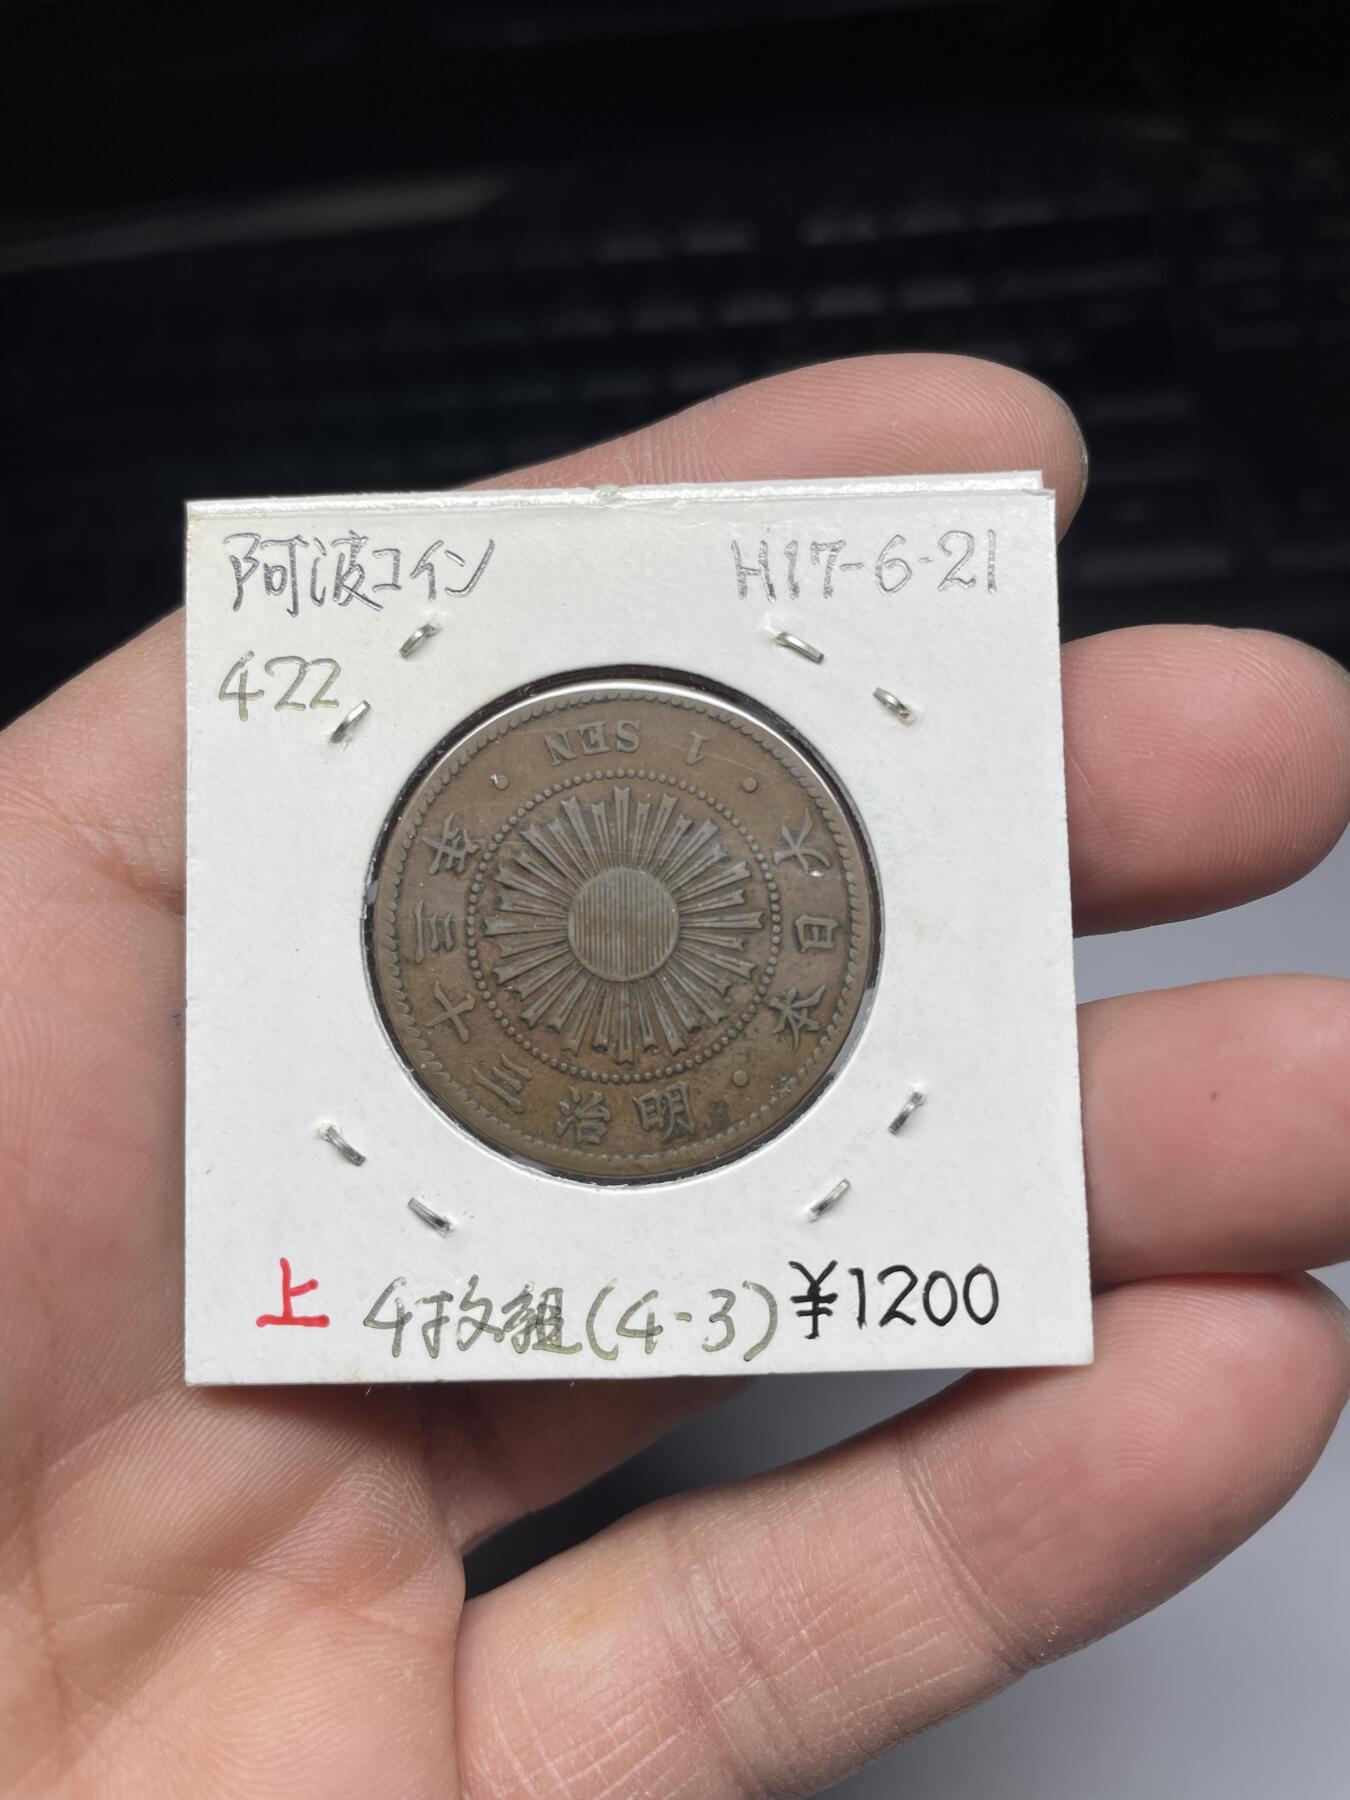 阿波コイン
H17-6-21
422
大日本・明治三十三年・1 SEN・
上
4枚組(4-3)
¥1200